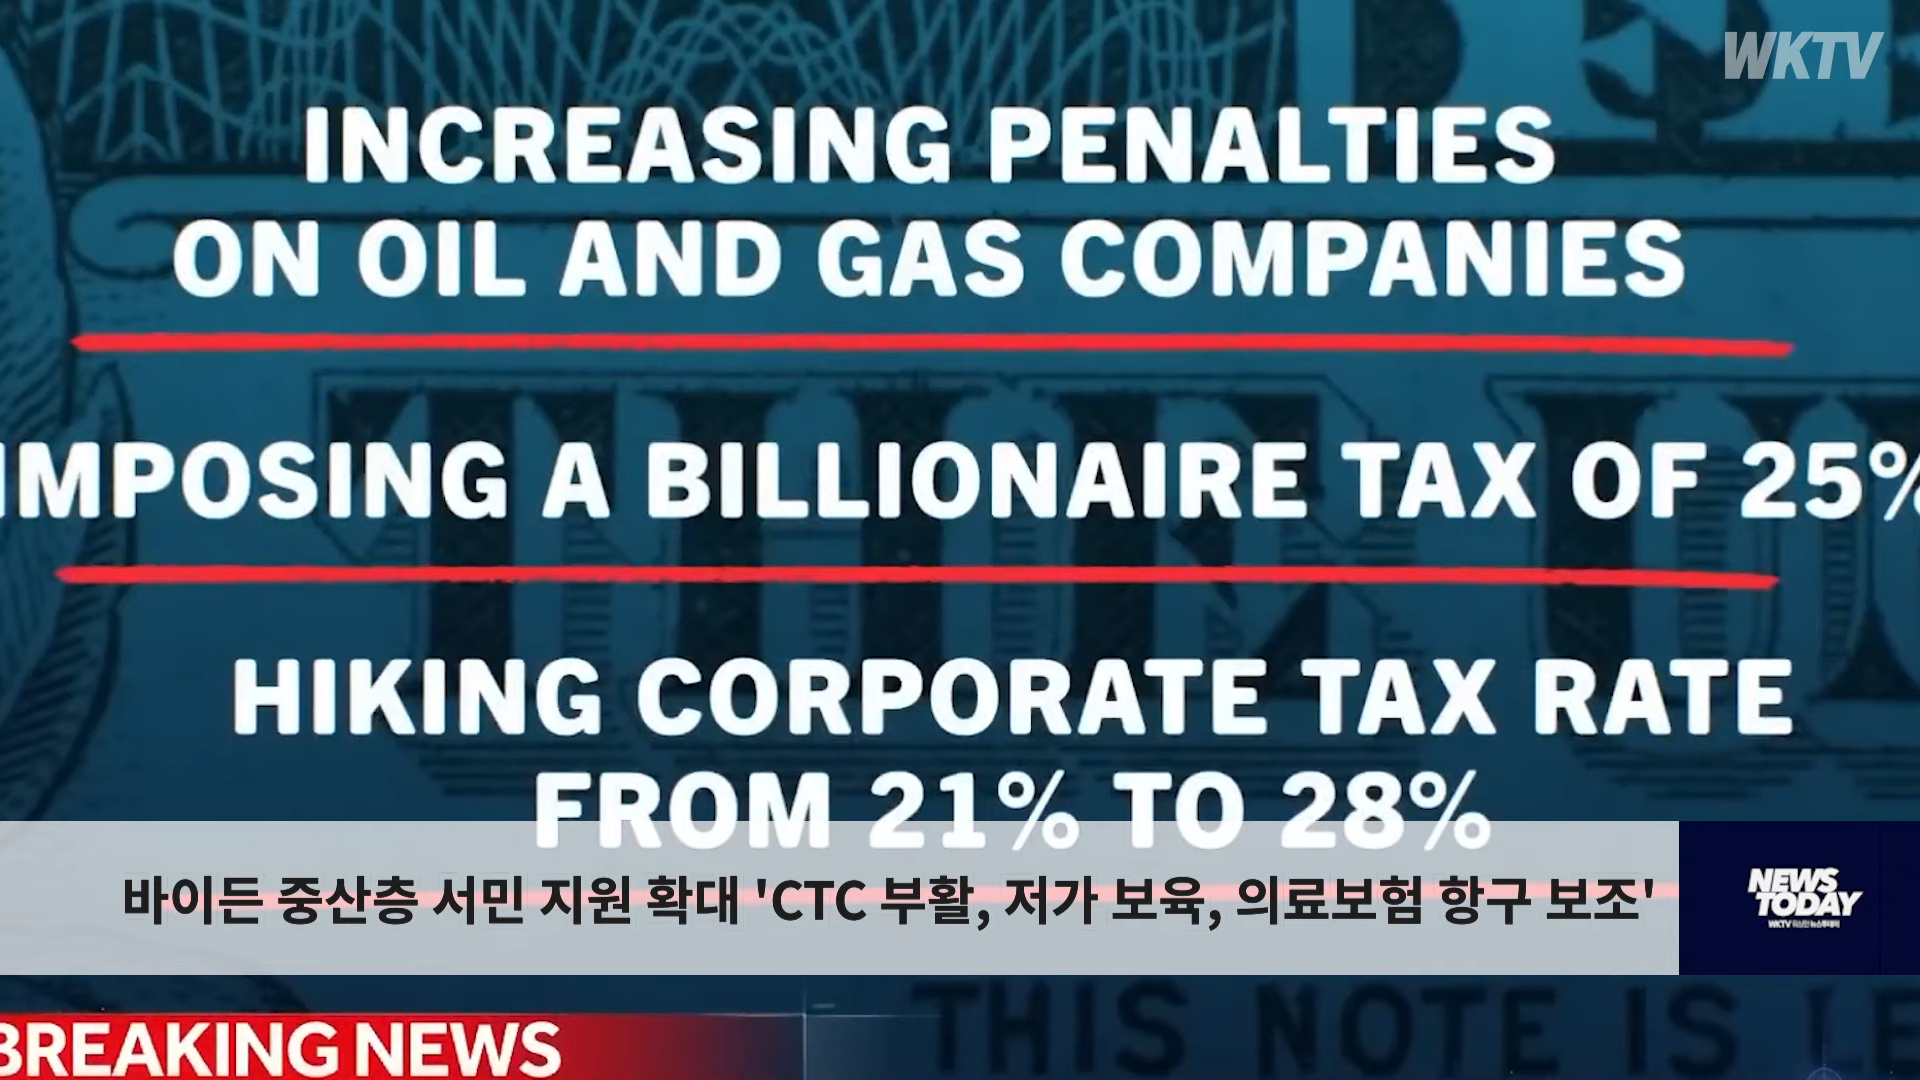 WKTV
INCREASING PENALTIES
ON OIL AND GAS COMPANIES
IMPOSING A BILLIONAIRE TAX OF 25%
HIKING CORPORATE TAX RATE
FROM 21% TO 28%
바이든 중산층 서민 지원 확대 'CTC 부활, 저가 보육, 의료보험 항구 보조'
NEWS
TODAY
WKTV
THIS NOTE IS LE
BREAKING NEWS